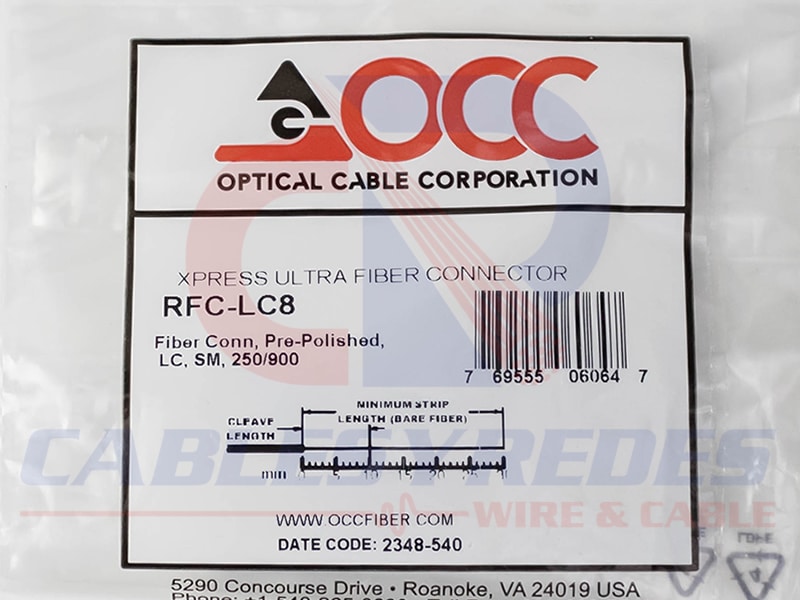 OCC
OPTICAL CABLE CORPORATION
XPRESS ULTRA FIBER CONNECTOR
RFC-LC8
Fiber Conn, Pre-Polished,
LC, SM, 250/900
7 69555 06064 7
MINIMUM STRIP
LENGTH (BARE FIBER)
CLEAVE
LENGTH
mm 0 5 10 15 20 25
CABLES Y REDES
WIRE & CABLE
WWW.OCCFIBER.COM
DATE CODE: 2348-540
5290 Concourse Drive • Roanoke, VA 24019 USA